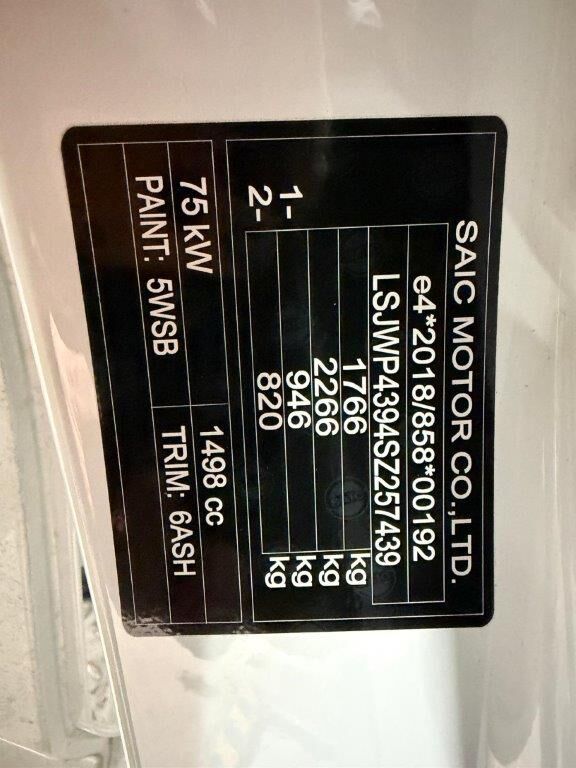 SAIC MOTOR CO.,LTD.
e4*2018/858*00192
LSJWP4394SZ257439
1766 kg
2266 kg
1- 946 kg
2- 820 kg
75 kW 1498 cc
PAINT: 5WSB TRIM: 6ASH